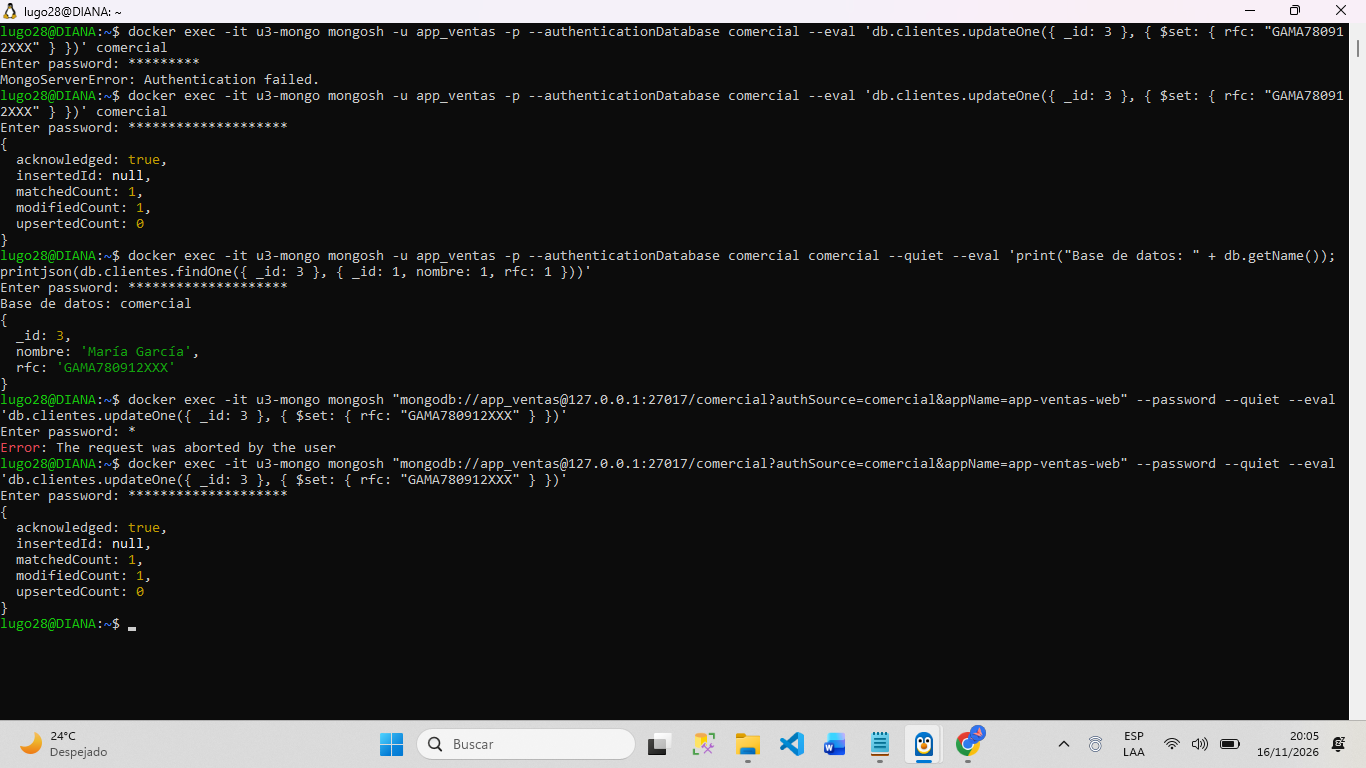 lugo28@DIANA: ~
lugo28@DIANA:~$ docker exec -it u3-mongo mongosh -u app_ventas -p --authenticationDatabase comercial --eval 'db.clientes.updateOne({ _id: 3 }, { $set: { rfc: "GAMA78091
2XXX" } })' comercial
Enter password: *********
MongoServerError: Authentication failed.
lugo28@DIANA:~$ docker exec -it u3-mongo mongosh -u app_ventas -p --authenticationDatabase comercial --eval 'db.clientes.updateOne({ _id: 3 }, { $set: { rfc: "GAMA78091
2XXX" } })' comercial
Enter password: ********************
{
  acknowledged: true,
  insertedId: null,
  matchedCount: 1,
  modifiedCount: 1,
  upsertedCount: 0
}
lugo28@DIANA:~$ docker exec -it u3-mongo mongosh -u app_ventas -p --authenticationDatabase comercial comercial --quiet --eval 'print("Base de datos: " + db.getName());
printjson(db.clientes.findOne({ _id: 3 }, { _id: 1, nombre: 1, rfc: 1 }))'
Enter password: ********************
Base de datos: comercial
{
  _id: 3,
  nombre: 'María García',
  rfc: 'GAMA780912XXX'
}
lugo28@DIANA:~$ docker exec -it u3-mongo mongosh "mongodb://app_ventas@127.0.0.1:27017/comercial?authSource=comercial&appName=app-ventas-web" --password --quiet --eval
'db.clientes.updateOne({ _id: 3 }, { $set: { rfc: "GAMA780912XXX" } })'
Enter password: *
Error: The request was aborted by the user
lugo28@DIANA:~$ docker exec -it u3-mongo mongosh "mongodb://app_ventas@127.0.0.1:27017/comercial?authSource=comercial&appName=app-ventas-web" --password --quiet --eval
'db.clientes.updateOne({ _id: 3 }, { $set: { rfc: "GAMA780912XXX" } })'
Enter password: ********************
{
  acknowledged: true,
  insertedId: null,
  matchedCount: 1,
  modifiedCount: 1,
  upsertedCount: 0
}
lugo28@DIANA:~$
24°C
Despejado
Buscar
ESP
LAA
20:05
16/11/2026